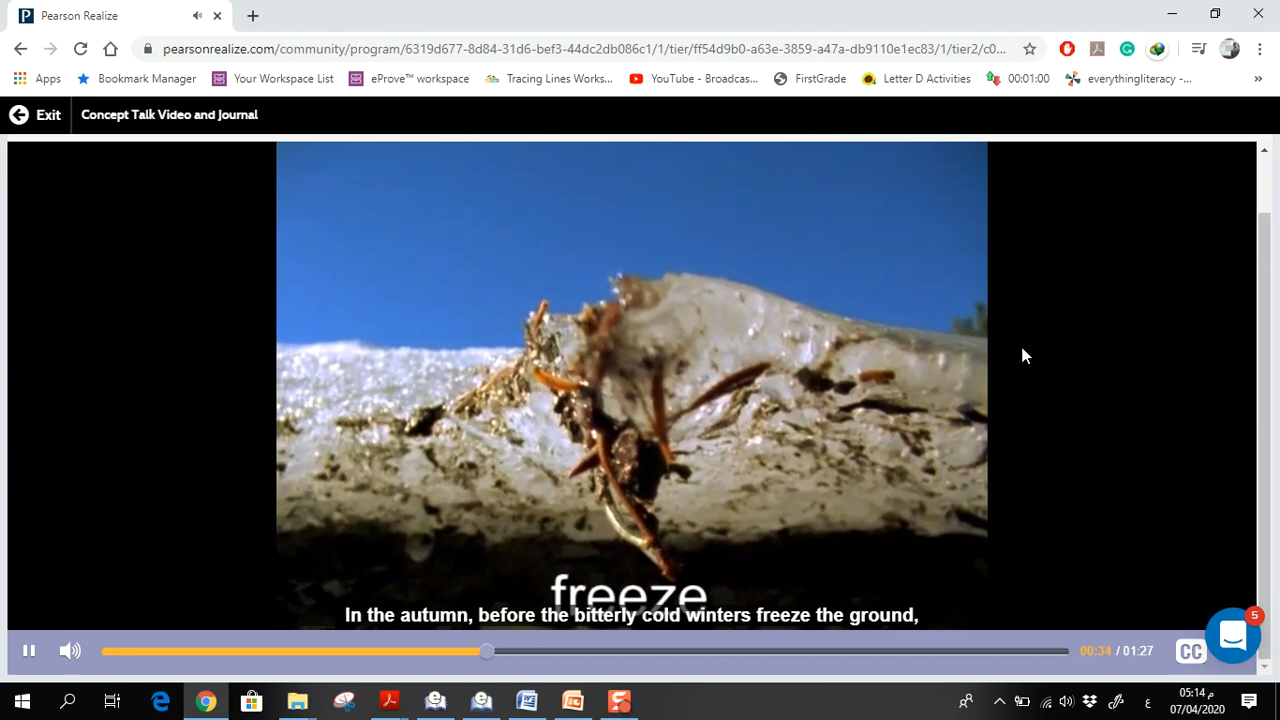 Pearson Realize
pearsonrealize.com/community/program/6319d677-8d84-31d6-bef3-44dc2db086c1/1/tier/ff54d9b0-a63e-3859-a47a-db9110e1ec83/1/tier2/c0...
Apps Bookmark Manager Your Workspace List eProve™ workspace Tracing Lines Works... YouTube - Broadcas... FirstGrade Letter D Activities 00:01:00 everythingliteracy -... »
Exit Concept Talk Video and Journal
freeze
In the autumn, before the bitterly cold winters freeze the ground,
5
00:34 / 01:27 CC
ع
05:14 م
07/04/2020